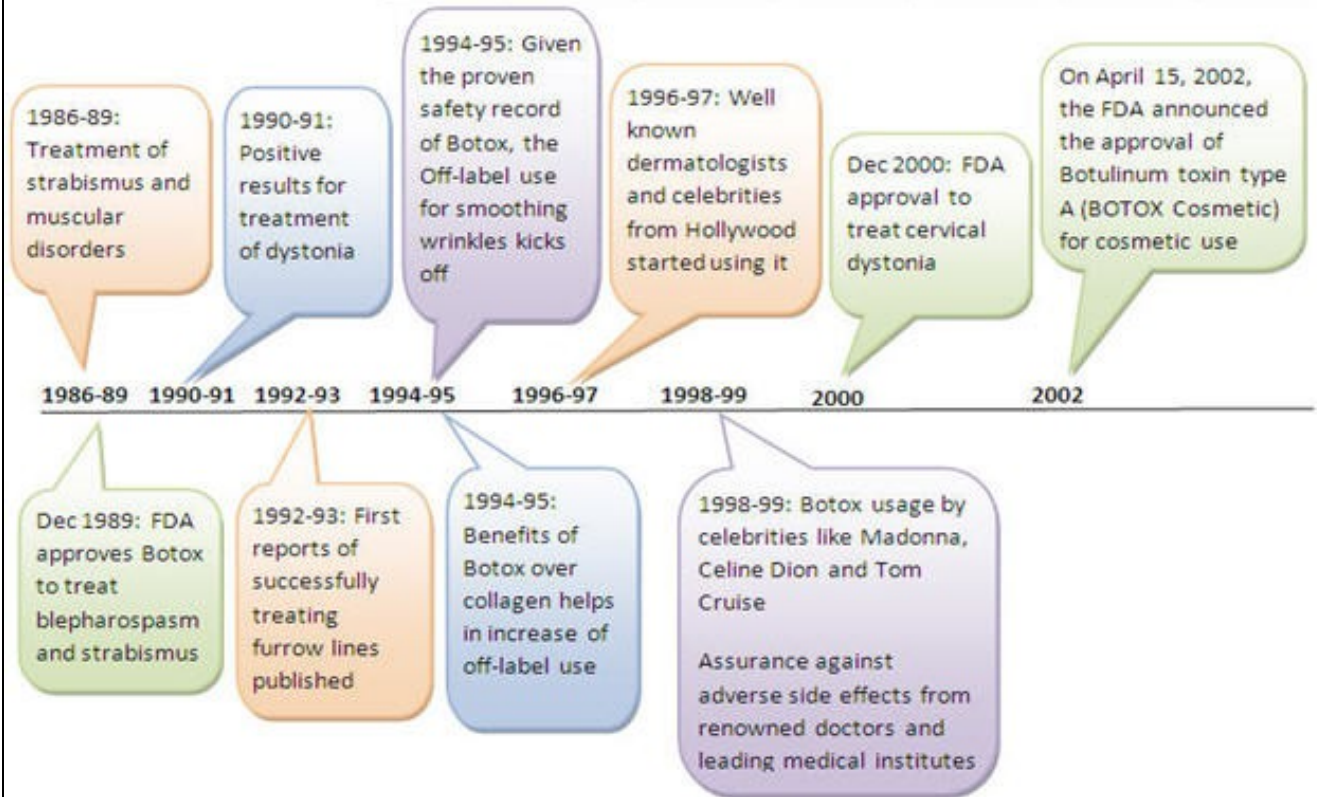 1986-89:
Treatment of
strabismus and
muscular
disorders
1990-91:
Positive
results for
treatment
of dystonia
1994-95: Given
the proven
safety record
of Botox, the
Off-label use
for smoothing
wrinkles kicks
off
1996-97: Well
known
dermatologists
and celebrities
from Hollywood
started using it
Dec 2000: FDA
approval to
treat cervical
dystonia
On April 15, 2002,
the FDA announced
the approval of
Botulinum toxin type
A (BOTOX Cosmetic)
for cosmetic use
1986-89 1990-91 1992-93 1994-95 1996-97 1998-99 2000 2002
Dec 1989: FDA
approves Botox
to treat
blepharospasm
and strabismus
1992-93: First
reports of
successfully
treating
furrow lines
published
1994-95:
Benefits of
Botox over
collagen helps
in increase of
off-label use
1998-99: Botox usage by
celebrities like Madonna,
Celine Dion and Tom
Cruise
Assurance against
adverse side effects from
renowned doctors and
leading medical institutes